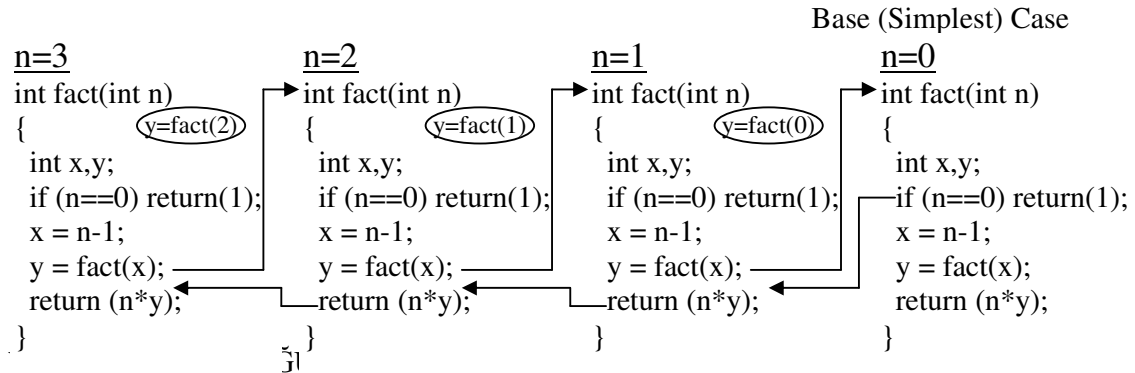 Base (Simplest) Case
n=3
int fact(int n)
{ y=fact(2)
int x,y;
if (n==0) return(1);
x = n-1;
y = fact(x);
return (n*y);
}
n=2
int fact(int n)
{ y=fact(1)
int x,y;
if (n==0) return(1);
x = n-1;
y = fact(x);
return (n*y);
}
n=1
int fact(int n)
{ y=fact(0)
int x,y;
if (n==0) return(1);
x = n-1;
y = fact(x);
return (n*y);
}
n=0
int fact(int n)
{
int x,y;
if (n==0) return(1);
x = n-1;
y = fact(x);
return (n*y);
}